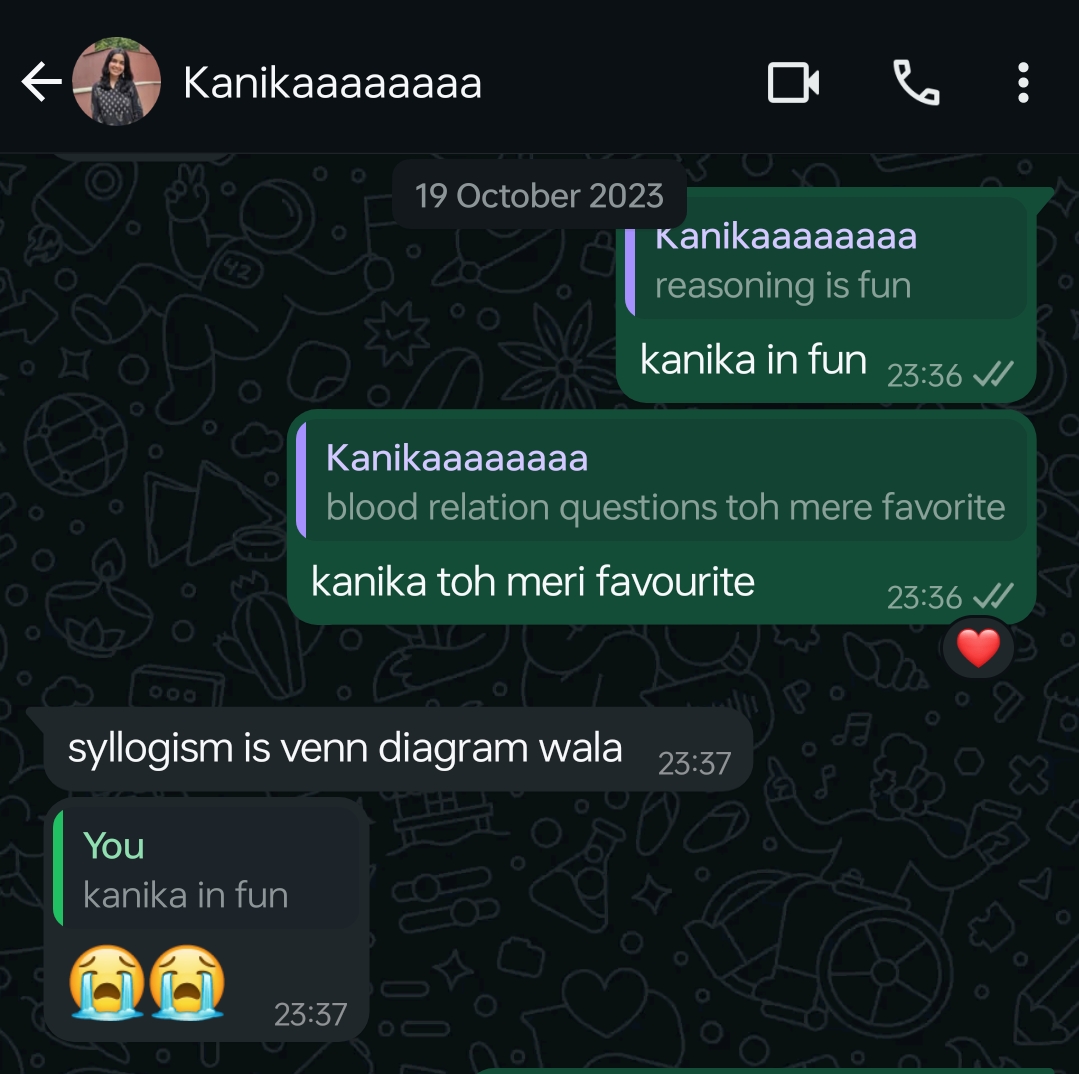 Kanikaaaaaaaa
19 October 2023
Kanikaaaaaaaa
reasoning is fun
kanika in fun 23:36
Kanikaaaaaaaa
blood relation questions toh mere favorite
kanika toh meri favourite 23:36
syllogism is venn diagram wala 23:37
You
kanika in fun
23:37